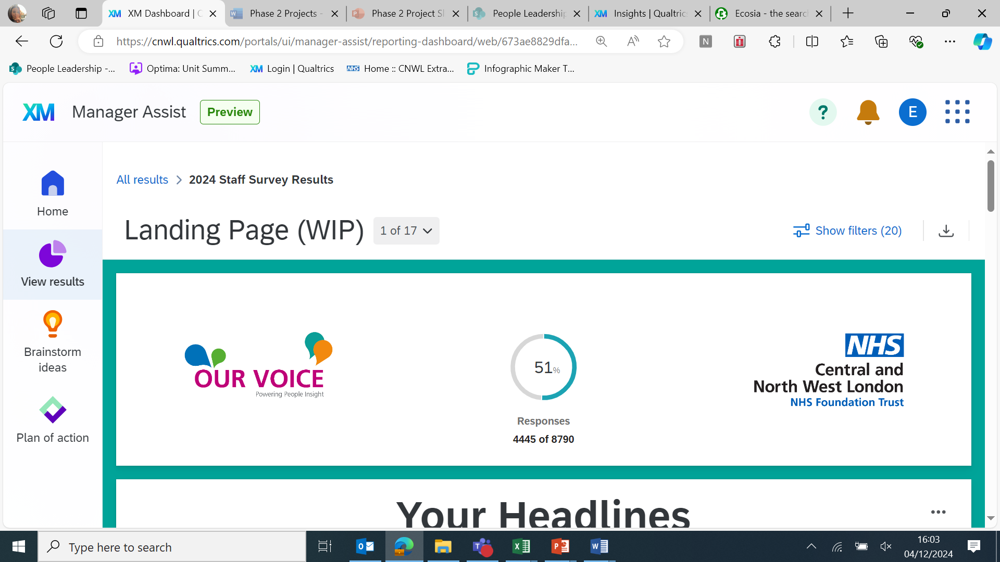 XM Dashboard | C
Phase 2 Projects -
Phase 2 Project Sl
People Leadership
Insights | Qualtrics
Ecosia - the searc
https://cnwl.qualtrics.com/portals/ui/manager-assist/reporting-dashboard/web/673ae8829dfa...
People Leadership -...
Optima: Unit Summ...
XM Login | Qualtrics
NHS Home :: CNWL Extra...
Infographic Maker T...
XM Manager Assist Preview
? E
Home
View results
Brainstorm
ideas
Plan of action
All results > 2024 Staff Survey Results
Landing Page (WIP) 1 of 17
Show filters (20)
OUR VOICE
Powering People Insight
51%
Responses
4445 of 8790
NHS
Central and
North West London
NHS Foundation Trust
Your Headlines
Type here to search
16:03
04/12/2024